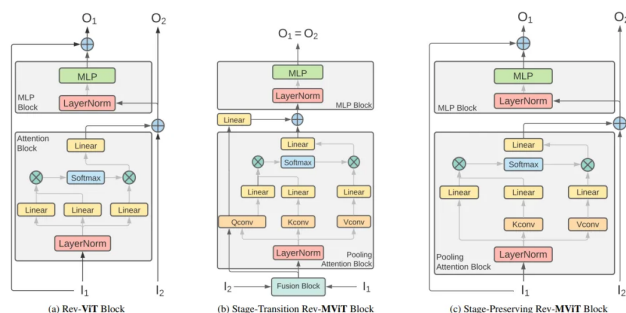 O₁
O₂
MLP
LayerNorm
MLP
Block
Attention
Block
Linear
Softmax
Linear
Linear
Linear
LayerNorm
I₁
I₂
(a) Rev-ViT Block
O₁ = O₂
MLP
LayerNorm
MLP Block
Linear
Linear
Softmax
Linear
Linear
Linear
Qconv
Kconv
Vconv
LayerNorm
Pooling
Attention Block
I₂
Fusion Block
I₁
(b) Stage-Transition Rev-MViT Block
O₁
O₂
MLP
LayerNorm
MLP Block
Linear
Softmax
Linear
Linear
Linear
Kconv
Vconv
LayerNorm
Pooling
Attention Block
I₁
I₂
(c) Stage-Preserving Rev-MViT Block